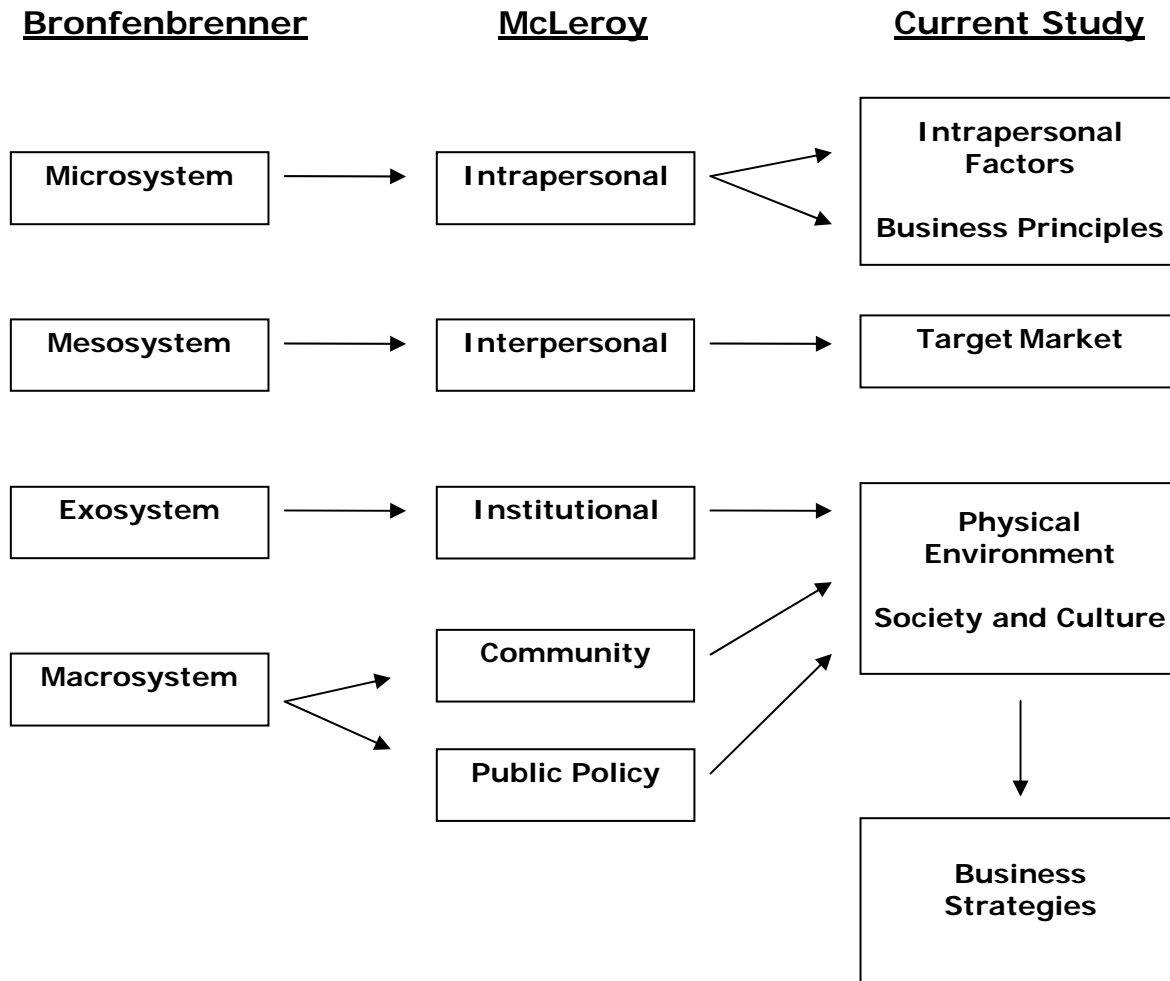 Bronfenbrenner
McLeroy
Current Study
Microsystem
Intrapersonal
Intrapersonal
Factors
Business Principles
Mesosystem
Interpersonal
Target Market
Exosystem
Institutional
Physical
Environment
Society and Culture
Macrosystem
Community
Public Policy
Business
Strategies